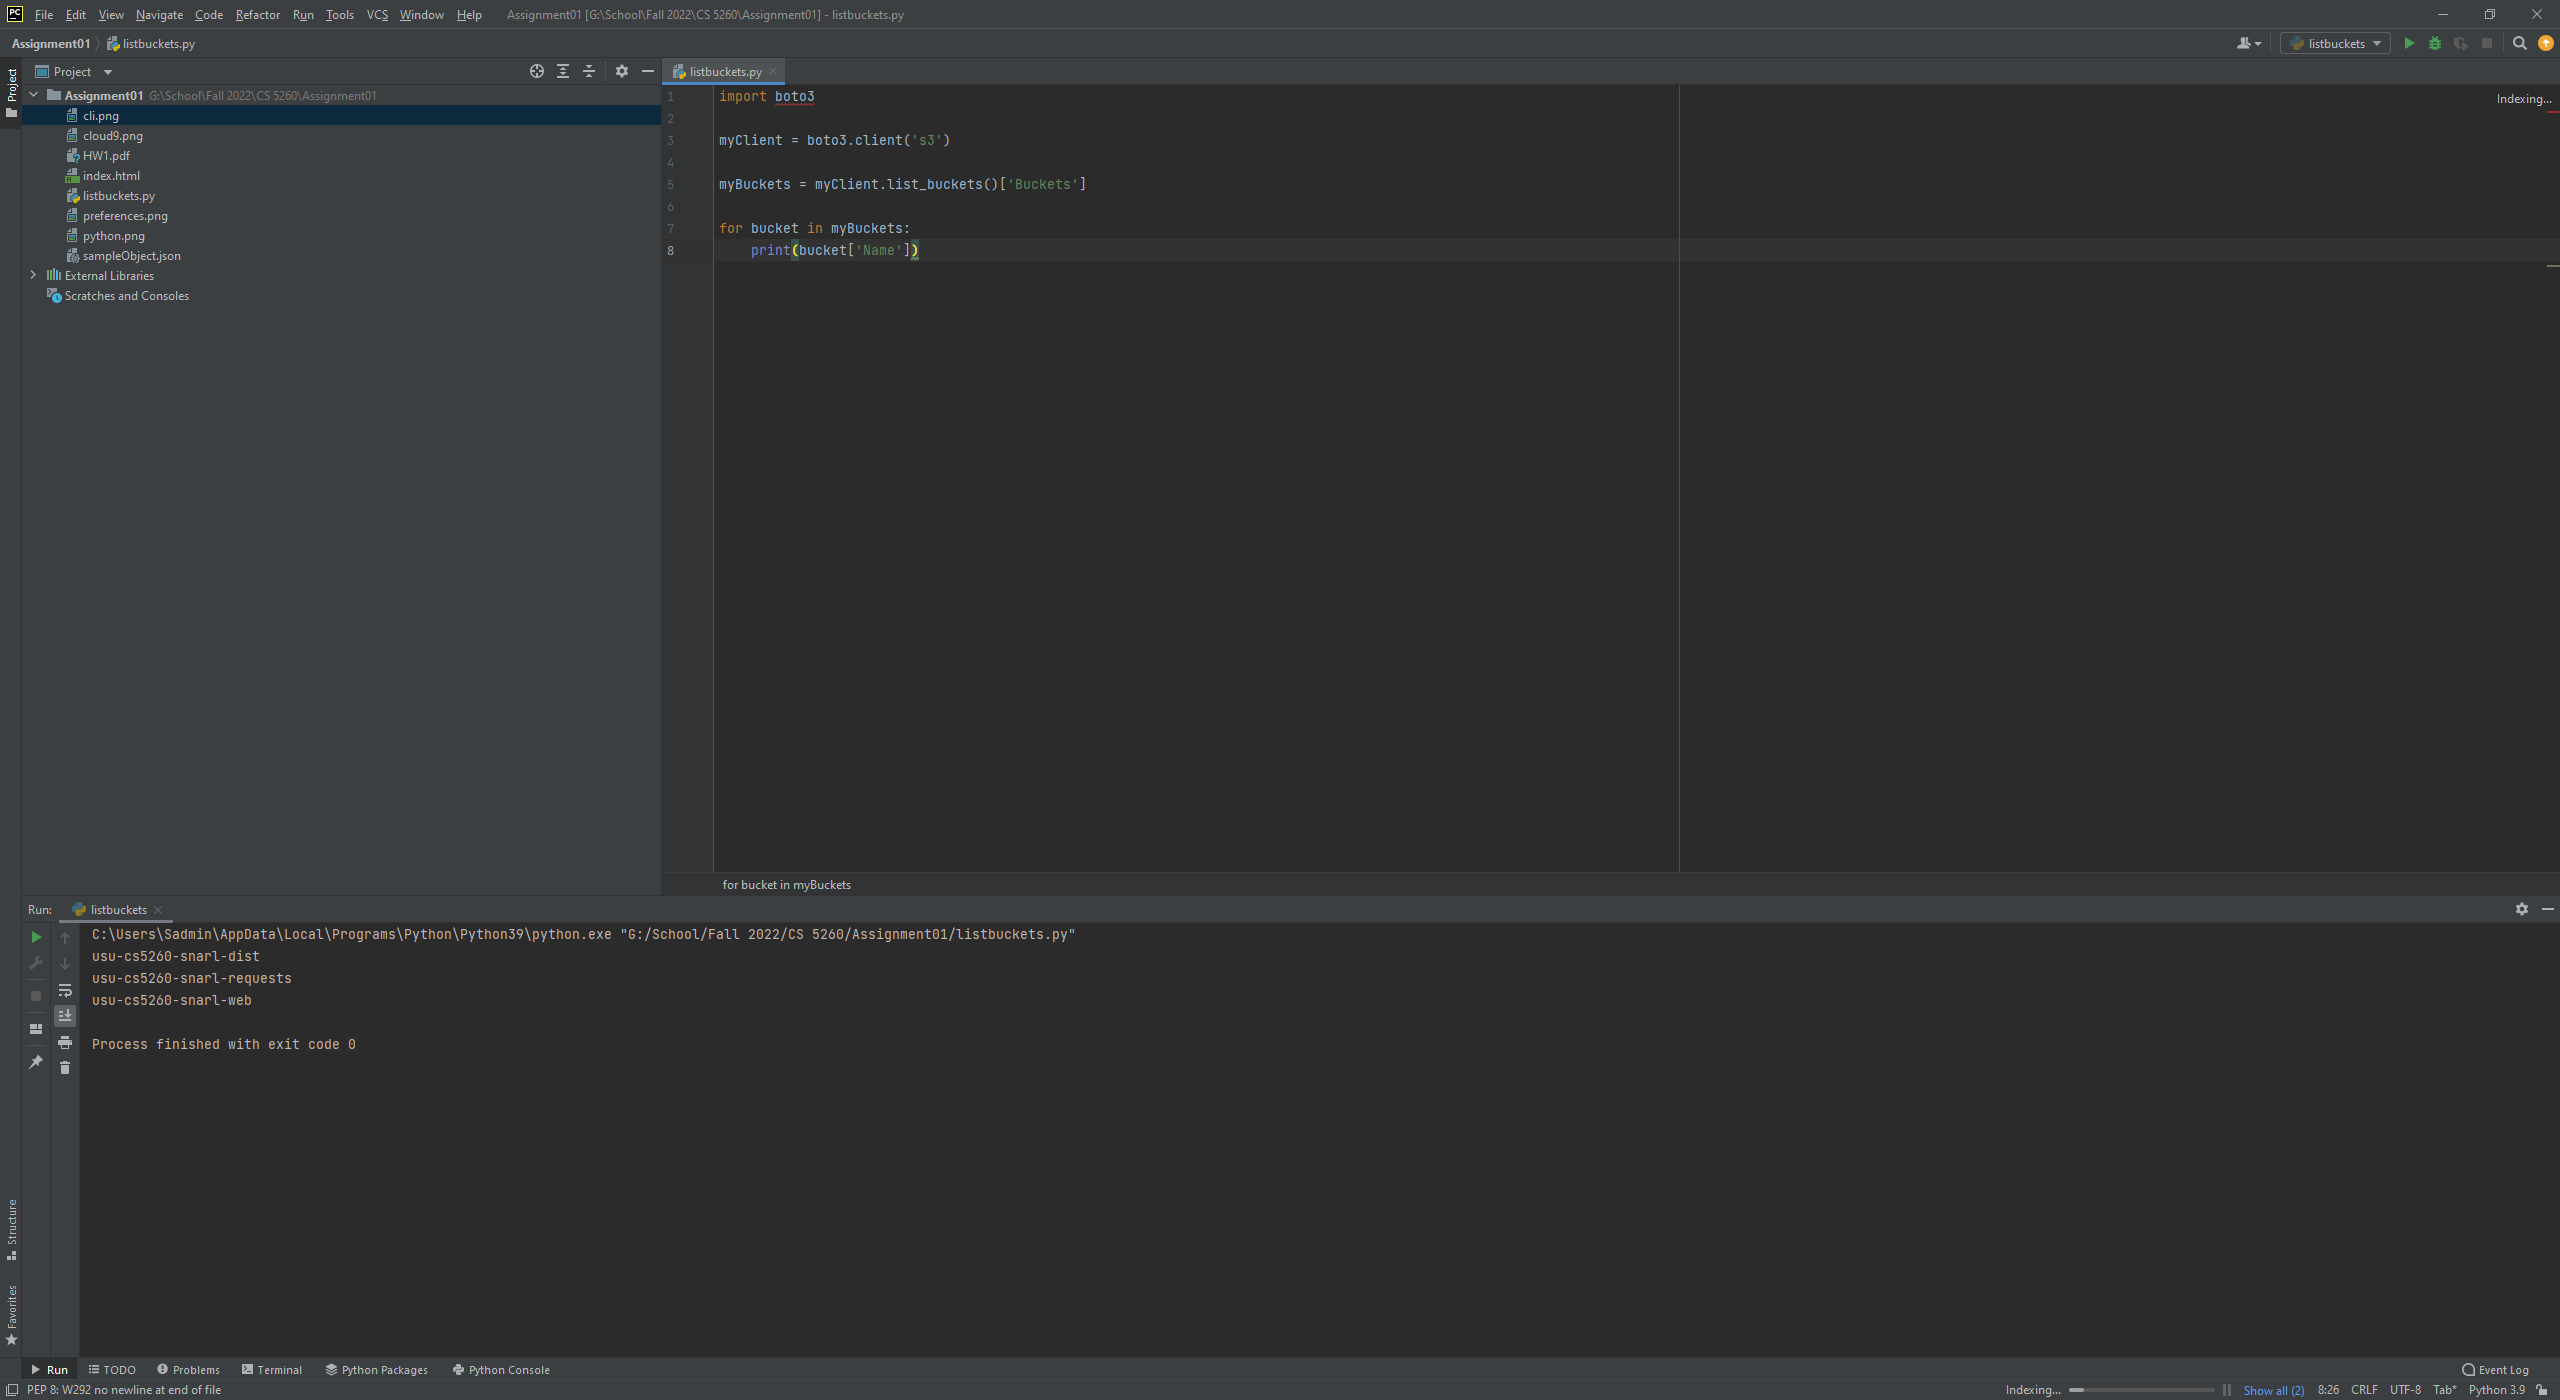 PC File Edit View Navigate Code Refactor Run Tools VCS Window Help Assignment01 [G:\School\Fall 2022\CS 5260\Assignment01] - listbuckets.py
Assignment01 listbuckets.py
listbuckets
Project
Project
listbuckets.py
Assignment01 G:\School\Fall 2022\CS 5260\Assignment01
cli.png
cloud9.png
HW1.pdf
index.html
listbuckets.py
preferences.png
python.png
sampleObject.json
External Libraries
Scratches and Consoles
Indexing...
1 import boto3
2
3 myClient = boto3.client('s3')
4
5 myBuckets = myClient.list_buckets()['Buckets']
6
7 for bucket in myBuckets:
8 print(bucket['Name'])
for bucket in myBuckets
Run: listbuckets
C:\Users\Sadmin\AppData\Local\Programs\Python\Python39\python.exe "G:/School/Fall 2022/CS 5260/Assignment01/listbuckets.py"
usu-cs5260-snarl-dist
usu-cs5260-snarl-requests
usu-cs5260-snarl-web
Process finished with exit code 0
Structure
Favorites
Run TODO Problems Terminal Python Packages Python Console Event Log
PEP 8: W292 no newline at end of file Indexing... Show all (2) 8:26 CRLF UTF-8 Tab* Python 3.9